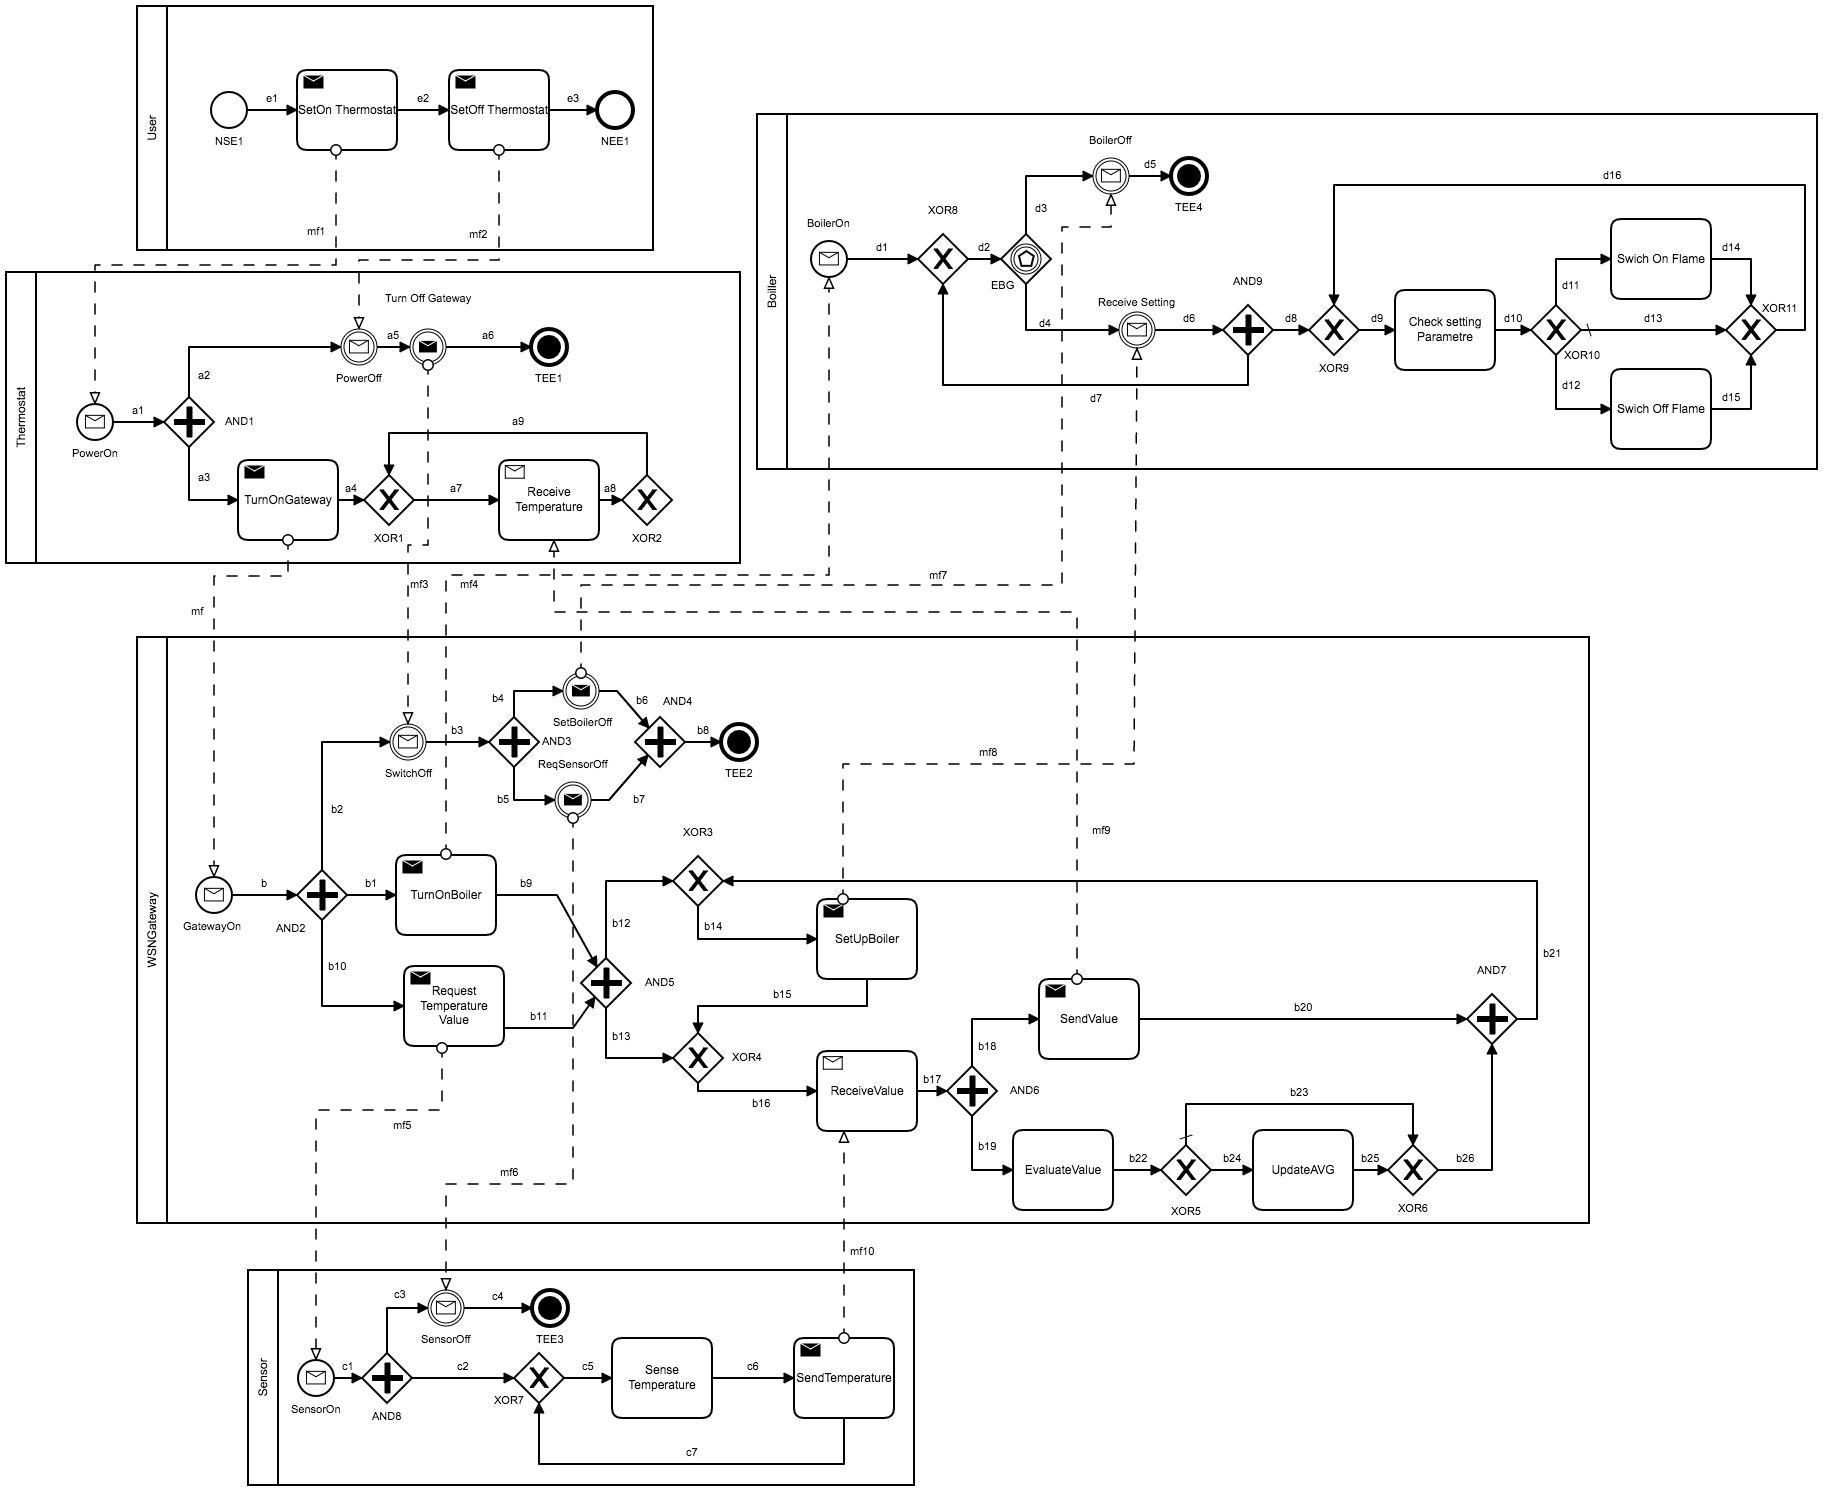 User
NSE1
e1
SetOn Thermostat
e2
SetOff Thermostat
e3
NEE1
mf1
mf2
Thermostat
PowerOn
a1
AND1
a2
a3
PowerOff
a5
Turn Off Gateway
a6
TEE1
TurnOnGateway
a4
XOR1
a7
Receive
Temperature
a8
XOR2
a9
mf
mf3
mf4
mf7
Boiller
BoilerOn
d1
XOR8
d2
EBG
d3
d4
BoilerOff
d5
TEE4
Receive Setting
d6
AND9
d7
d8
XOR9
d9
Check setting
Parametre
d10
XOR10
d11
d12
d13
Swich On Flame
Swich Off Flame
d14
d15
XOR11
d16
WSNGateway
GatewayOn
b
AND2
b2
b1
b10
SwitchOff
b3
AND3
b4
b5
SetBoilerOff
ReqSensorOff
b6
b7
AND4
b8
TEE2
TurnOnBoiler
b9
Request
Temperature
Value
b11
AND5
b12
b13
XOR3
b14
SetUpBoiler
b15
XOR4
b16
ReceiveValue
b17
AND6
b18
b19
SendValue
b20
AND7
b21
EvaluateValue
b22
XOR5
b23
b24
UpdateAVG
b25
XOR6
b26
mf8
mf9
mf5
mf6
mf10
Sensor
SensorOn
c1
AND8
c3
SensorOff
c4
TEE3
c2
XOR7
c5
Sense
Temperature
c6
SendTemperature
c7